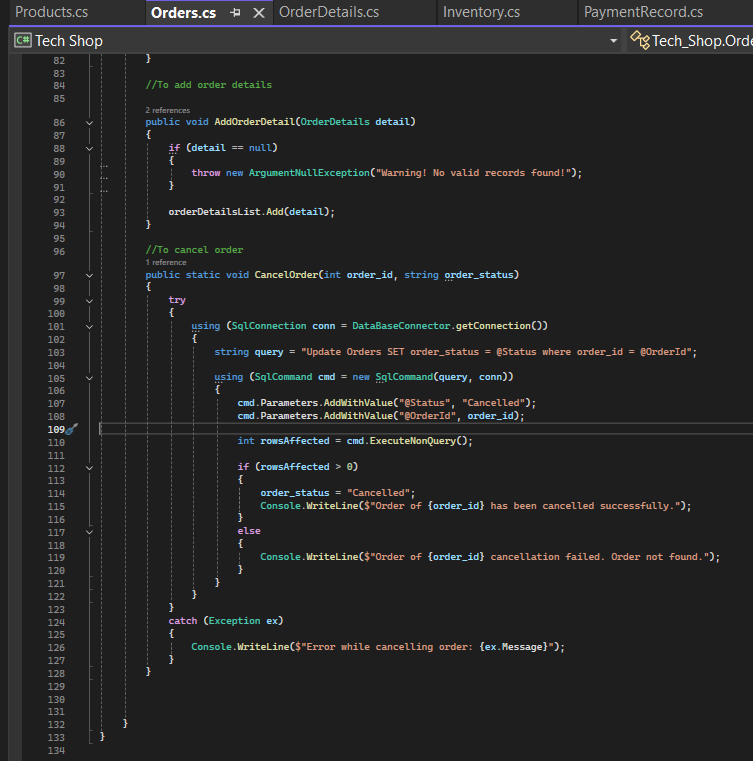 Products.cs Orders.cs OrderDetails.cs Inventory.cs PaymentRecord.cs
C# Tech Shop Tech_Shop.Orde
82 }
83
84 //To add order details
85
2 references
86 public void AddOrderDetail(OrderDetails detail)
87 {
88 if (detail == null)
89 {
90 throw new ArgumentNullException("Warning! No valid records found!");
91 }
92
93 orderDetailsList.Add(detail);
94 }
95
96 //To cancel order
1 reference
97 public static void CancelOrder(int order_id, string order_status)
98 {
99 try
100 {
101 using (SqlConnection conn = DataBaseConnector.getConnection())
102 {
103 string query = "Update Orders SET order_status = @Status where order_id = @OrderId";
104
105 using (SqlCommand cmd = new SqlCommand(query, conn))
106 {
107 cmd.Parameters.AddWithValue("@Status", "Cancelled");
108 cmd.Parameters.AddWithValue("@OrderId", order_id);
109
110 int rowsAffected = cmd.ExecuteNonQuery();
111
112 if (rowsAffected > 0)
113 {
114 order_status = "Cancelled";
115 Console.WriteLine($"Order of {order_id} has been cancelled successfully.");
116 }
117 else
118 {
119 Console.WriteLine($"Order of {order_id} cancellation failed. Order not found.");
120 }
121 }
122 }
123 }
124 catch (Exception ex)
125 {
126 Console.WriteLine($"Error while cancelling order: {ex.Message}");
127 }
128 }
129
130
131
132 }
133 }
134